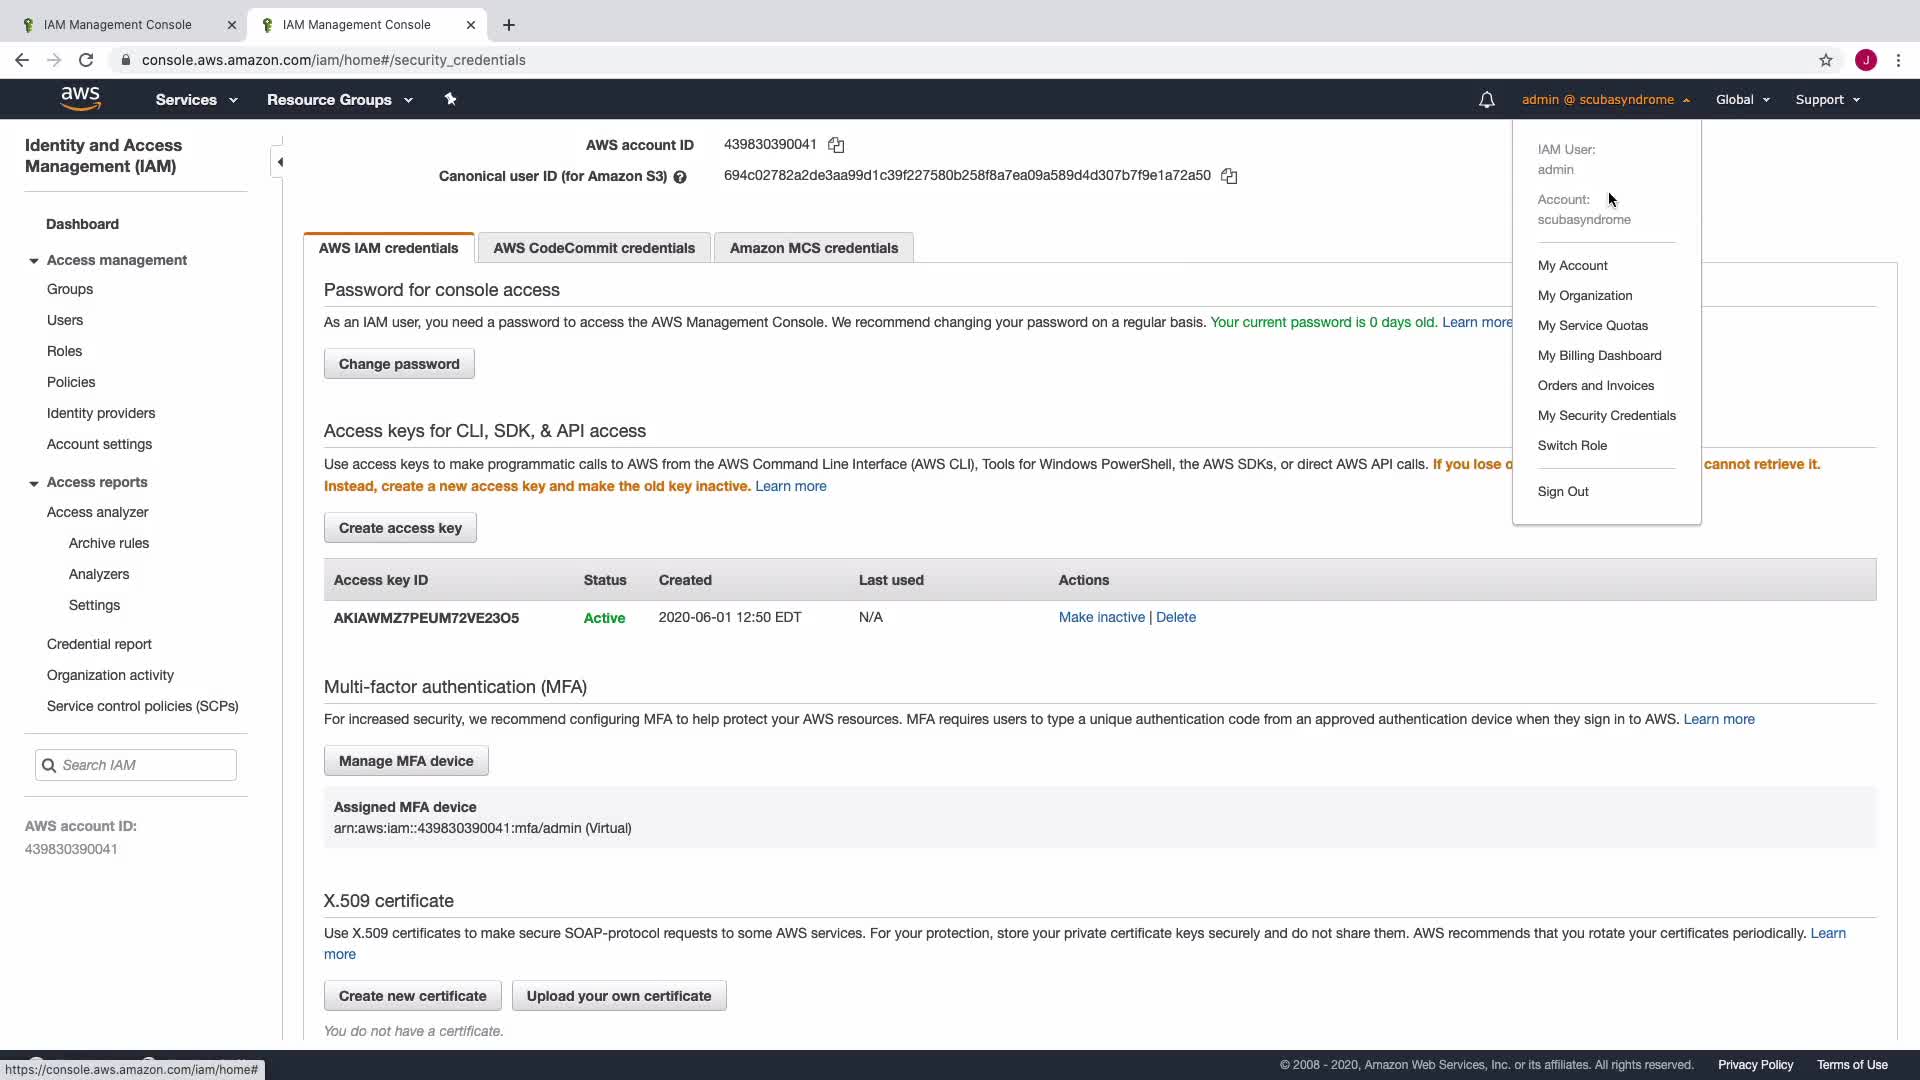 IAM Management Console
IAM Management Console
console.aws.amazon.com/iam/home#/security_credentials
J
aws
Services
Resource Groups
admin @ scubasyndrome
Global
Support
Identity and Access
Management (IAM)
Dashboard
Access management
Groups
Users
Roles
Policies
Identity providers
Account settings
Access reports
Access analyzer
Archive rules
Analyzers
Settings
Credential report
Organization activity
Service control policies (SCPs)
Search IAM
AWS account ID:
439830390041
AWS account ID 439830390041
Canonical user ID (for Amazon S3) 694c02782a2de3aa99d1c39f227580b258f8a7ea09a589d4d307b7f9e1a72a50
AWS IAM credentials
AWS CodeCommit credentials
Amazon MCS credentials
Password for console access
As an IAM user, you need a password to access the AWS Management Console. We recommend changing your password on a regular basis. Your current password is 0 days old. Learn more
Change password
Access keys for CLI, SDK, & API access
Use access keys to make programmatic calls to AWS from the AWS Command Line Interface (AWS CLI), Tools for Windows PowerShell, the AWS SDKs, or direct AWS API calls. If you lose cannot retrieve it.
Instead, create a new access key and make the old key inactive. Learn more
Create access key
Access key ID Status Created Last used Actions
AKIAWMZ7PEUM72VE23O5 Active 2020-06-01 12:50 EDT N/A Make inactive | Delete
Multi-factor authentication (MFA)
For increased security, we recommend configuring MFA to help protect your AWS resources. MFA requires users to type a unique authentication code from an approved authentication device when they sign in to AWS. Learn more
Manage MFA device
Assigned MFA device
arn:aws:iam::439830390041:mfa/admin (Virtual)
X.509 certificate
Use X.509 certificates to make secure SOAP-protocol requests to some AWS services. For your protection, store your private certificate keys securely and do not share them. AWS recommends that you rotate your certificates periodically. Learn
more
Create new certificate
Upload your own certificate
You do not have a certificate.
IAM User:
admin
Account:
scubasyndrome
My Account
My Organization
My Service Quotas
My Billing Dashboard
Orders and Invoices
My Security Credentials
Switch Role
Sign Out
https://console.aws.amazon.com/iam/home#
© 2008 - 2020, Amazon Web Services, Inc. or its affiliates. All rights reserved. Privacy Policy Terms of Use